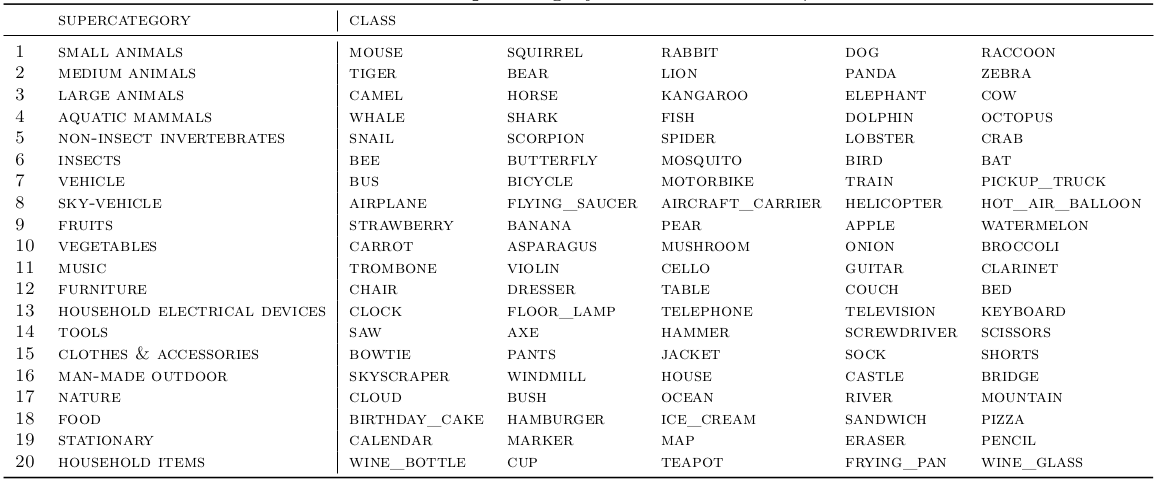 SUPERCATEGORY CLASS
1 SMALL ANIMALS MOUSE SQUIRREL RABBIT DOG RACCOON
2 MEDIUM ANIMALS TIGER BEAR LION PANDA ZEBRA
3 LARGE ANIMALS CAMEL HORSE KANGAROO ELEPHANT COW
4 AQUATIC MAMMALS WHALE SHARK FISH DOLPHIN OCTOPUS
5 NON-INSECT INVERTEBRATES SNAIL SCORPION SPIDER LOBSTER CRAB
6 INSECTS BEE BUTTERFLY MOSQUITO BIRD BAT
7 VEHICLE BUS BICYCLE MOTORBIKE TRAIN PICKUP_TRUCK
8 SKY-VEHICLE AIRPLANE FLYING_SAUCER AIRCRAFT_CARRIER HELICOPTER HOT_AIR_BALLOON
9 FRUITS STRAWBERRY BANANA PEAR APPLE WATERMELON
10 VEGETABLES CARROT ASPARAGUS MUSHROOM ONION BROCCOLI
11 MUSIC TROMBONE VIOLIN CELLO GUITAR CLARINET
12 FURNITURE CHAIR DRESSER TABLE COUCH BED
13 HOUSEHOLD ELECTRICAL DEVICES CLOCK FLOOR_LAMP TELEPHONE TELEVISION KEYBOARD
14 TOOLS SAW AXE HAMMER SCREWDRIVER SCISSORS
15 CLOTHES & ACCESSORIES BOWTIE PANTS JACKET SOCK SHORTS
16 MAN-MADE OUTDOOR SKYSCRAPER WINDMILL HOUSE CASTLE BRIDGE
17 NATURE CLOUD BUSH OCEAN RIVER MOUNTAIN
18 FOOD BIRTHDAY_CAKE HAMBURGER ICE_CREAM SANDWICH PIZZA
19 STATIONARY CALENDAR MARKER MAP ERASER PENCIL
20 HOUSEHOLD ITEMS WINE_BOTTLE CUP TEAPOT FRYING_PAN WINE_GLASS